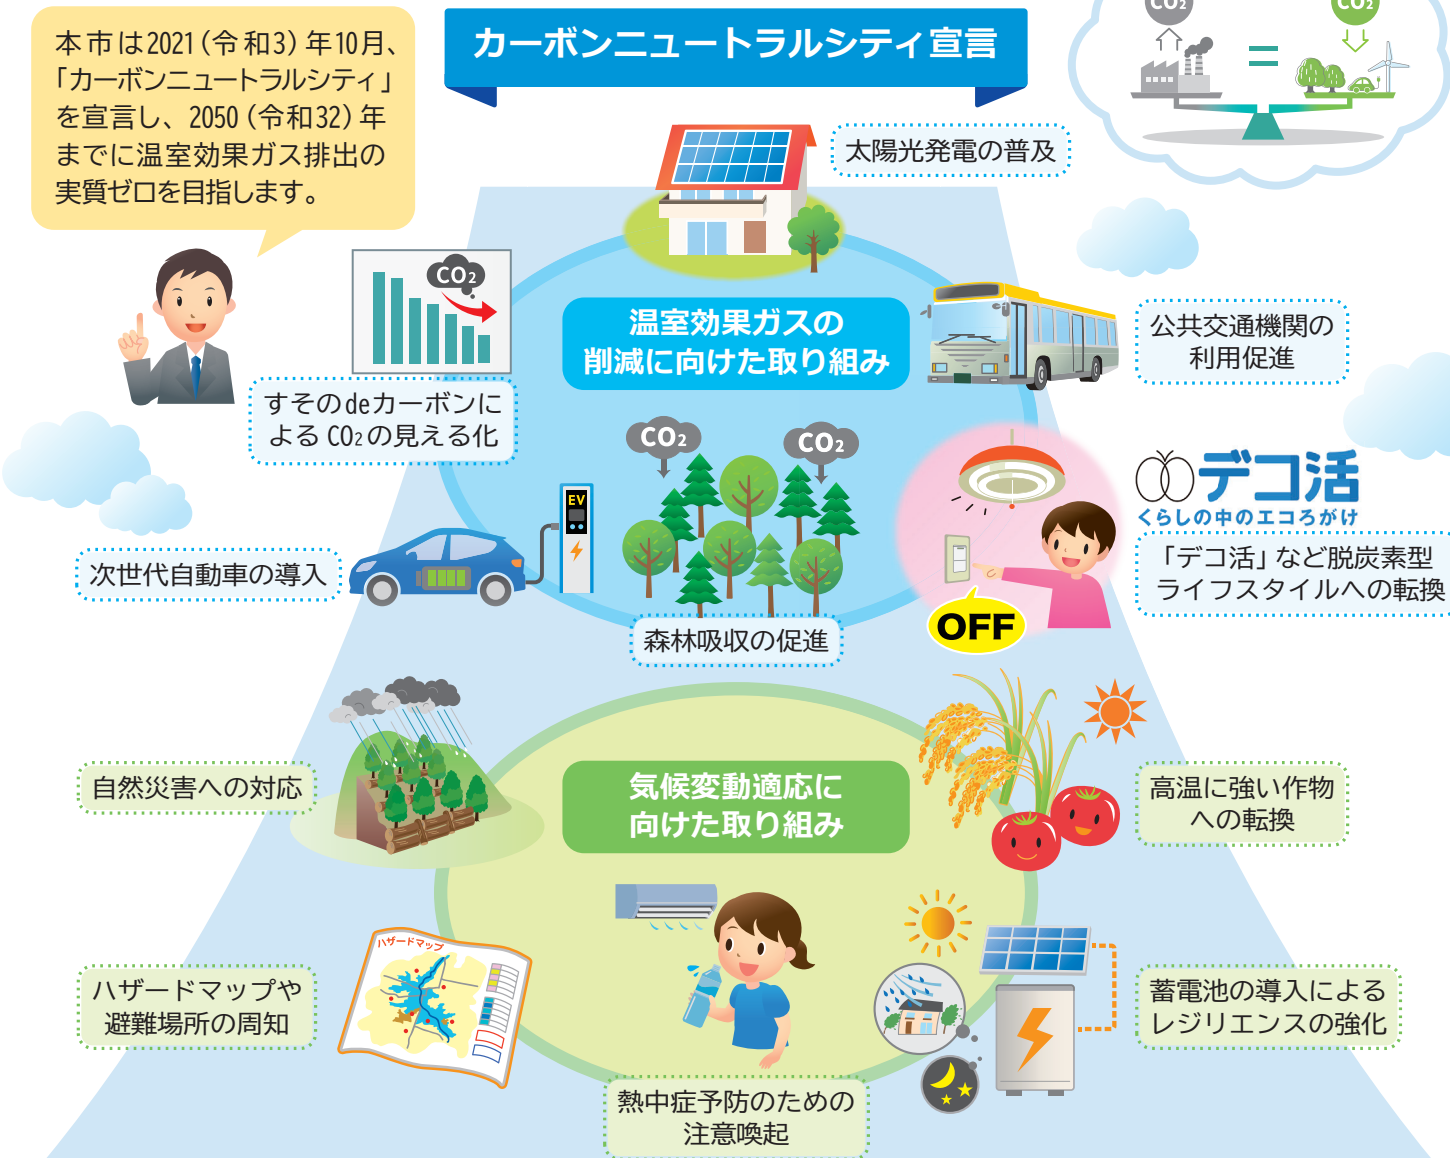 カーボンニュートラルシティ宣言
本市は2021(令和3)年10月、
「カーボンニュートラルシティ」
を宣言し、2050(令和32)年
までに温室効果ガス排出の
実質ゼロを目指します。
CO2
CO2
太陽光発電の普及
CO2
温室効果ガスの
削減に向けた取り組み
公共交通機関の
利用促進
すそのdeカーボンに
よるCO2の見える化
CO2
CO2
デコ活
くらしの中のエコろがけ
「デコ活」など脱炭素型
ライフスタイルへの転換
EV
次世代自動車の導入
OFF
森林吸収の促進
自然災害への対応
気候変動適応に
向けた取り組み
高温に強い作物
への転換
ハザードマップ
ハザードマップや
避難場所の周知
蓄電池の導入による
レジリエンスの強化
熱中症予防のための
注意喚起